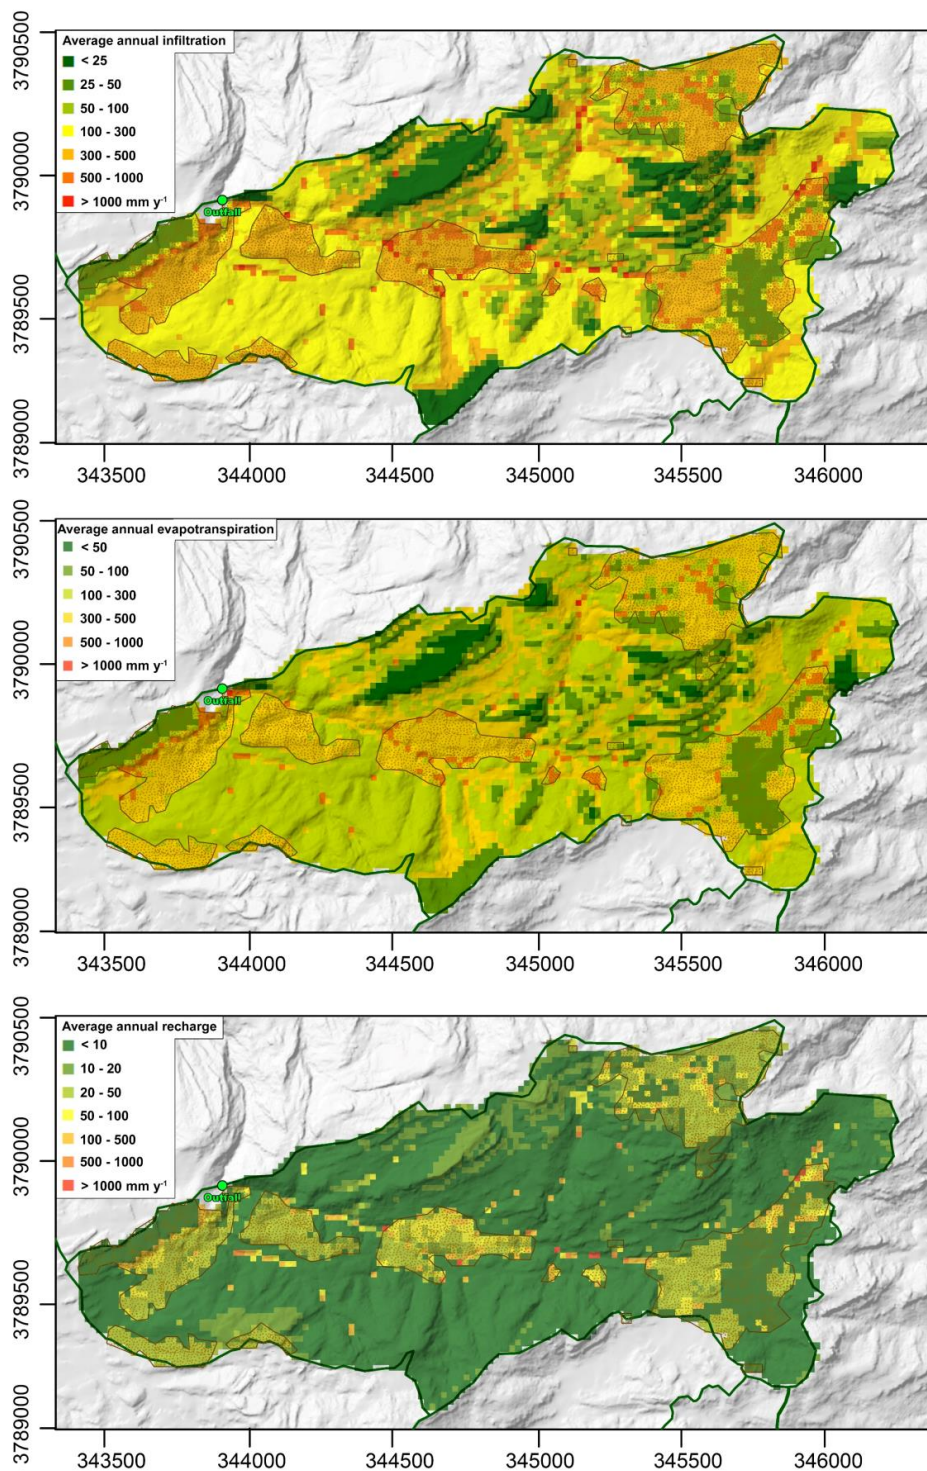 3790500
3790000
3789500
3789000
Average annual infiltration
< 25
25 - 50
50 - 100
100 - 300
300 - 500
500 - 1000
> 1000 mm y-1
Outfall
343500 344000 344500 345000 345500 346000
3790500
3790000
3789500
3789000
Average annual evapotranspiration
< 50
50 - 100
100 - 300
300 - 500
500 - 1000
> 1000 mm y-1
Outfall
343500 344000 344500 345000 345500 346000
3790500
3790000
3789500
3789000
Average annual recharge
< 10
10 - 20
20 - 50
50 - 100
100 - 500
500 - 1000
> 1000 mm y-1
Outfall
343500 344000 344500 345000 345500 346000